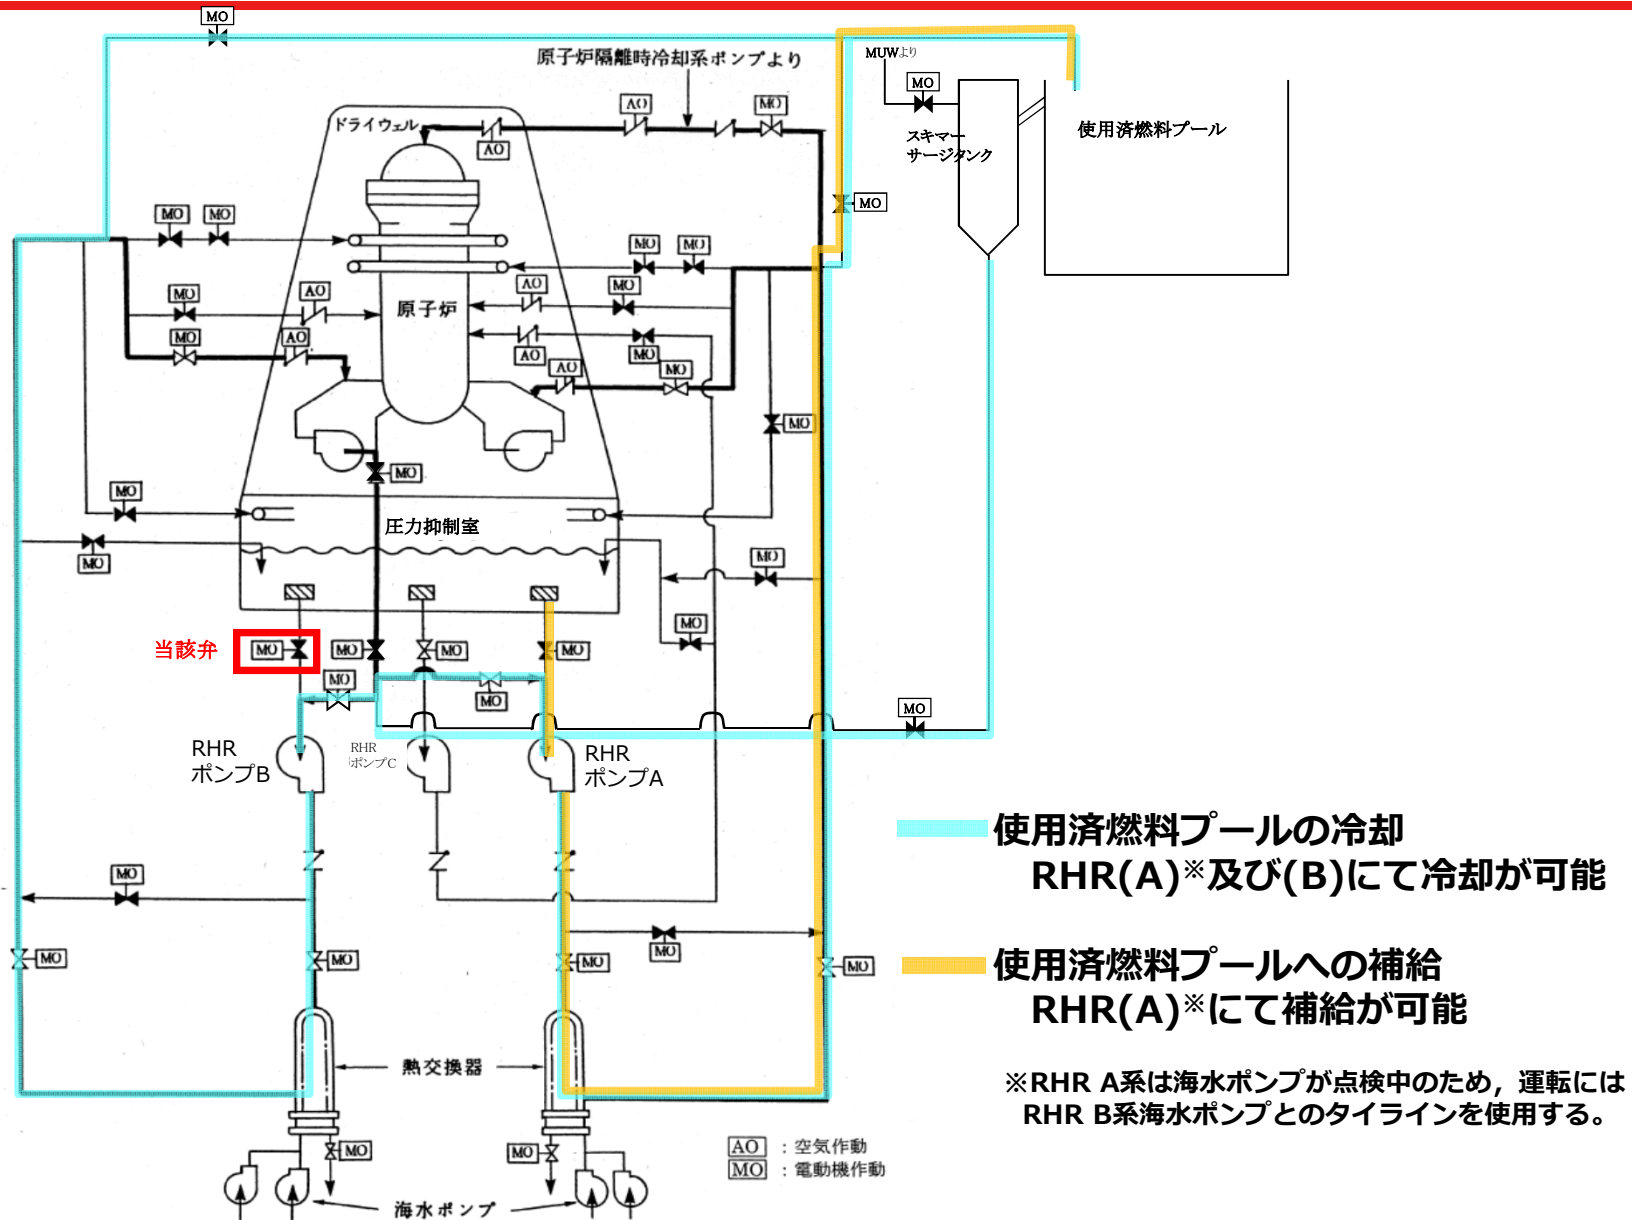 MO
原子炉隔離時冷却系ポンプより
MUWより
MO
AO
MO
ドライウェル
AO
スキマー
サージタンク
使用済燃料プール
MO
MO
MO
MO
MO
AO
MO
MO
AO
原子炉
MO
AO
AO
MO
AO
MO
MO
MO
MO
圧力抑制室
MO
MO
MO
当該弁
MO
MO
MO
MO
MO
MO
MO
MO
RHR
ポンプB
RHR
ポンプC
RHR
ポンプA
使用済燃料プールの冷却
RHR(A)※及び(B)にて冷却が可能
MO
MO
MO
MO
MO
MO
使用済燃料プールへの補給
RHR(A)※にて補給が可能
熱交換器
※RHR A系は海水ポンプが点検中のため，運転には
RHR B系海水ポンプとのタイラインを使用する。
MO
MO
AO ：空気作動
MO ：電動機作動
海水ポンプ